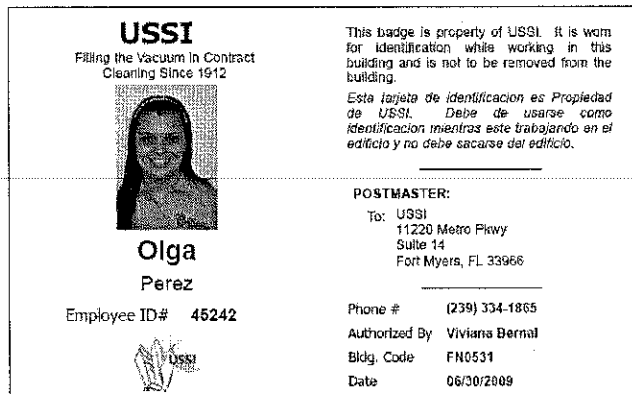 USSI
Filling the Vacuum in Contract
Cleaning Since 1912
Olga
Perez
Employee ID# 45242
USSI
This badge is property of USSI. It is worn
for identification while working in this
building and is not to be removed from the
building.
Esta tarjeta de identificacion es Propiedad
de USSI. Debe de usarse como
identificacion mientras este trabajando en el
edificio y no debe sacarse del edificio.
POSTMASTER:
To: USSI
11220 Metro Pkwy
Suite 14
Fort Myers, FL 33966
Phone # (239) 334-1865
Authorized By Viviana Bernal
Bldg. Code FN0531
Date 06/30/2009